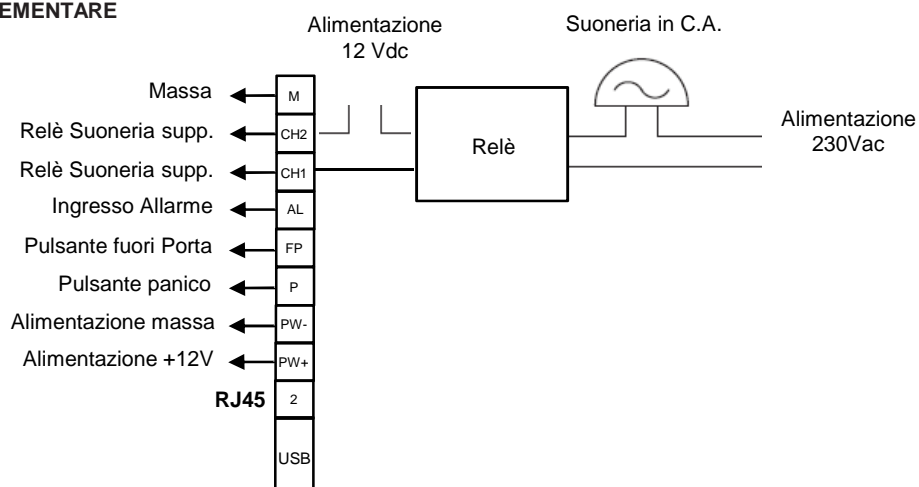 EMENTARE
Alimentazione
12 Vdc
Suoneria in C.A.
Massa
M
Relè Suoneria supp.
CH2
Relè Suoneria supp.
CH1
Ingresso Allarme
AL
Pulsante fuori Porta
FP
Pulsante panico
P
Alimentazione massa
PW-
Alimentazione +12V
PW+
RJ45
2
USB
Relè
Alimentazione
230Vac